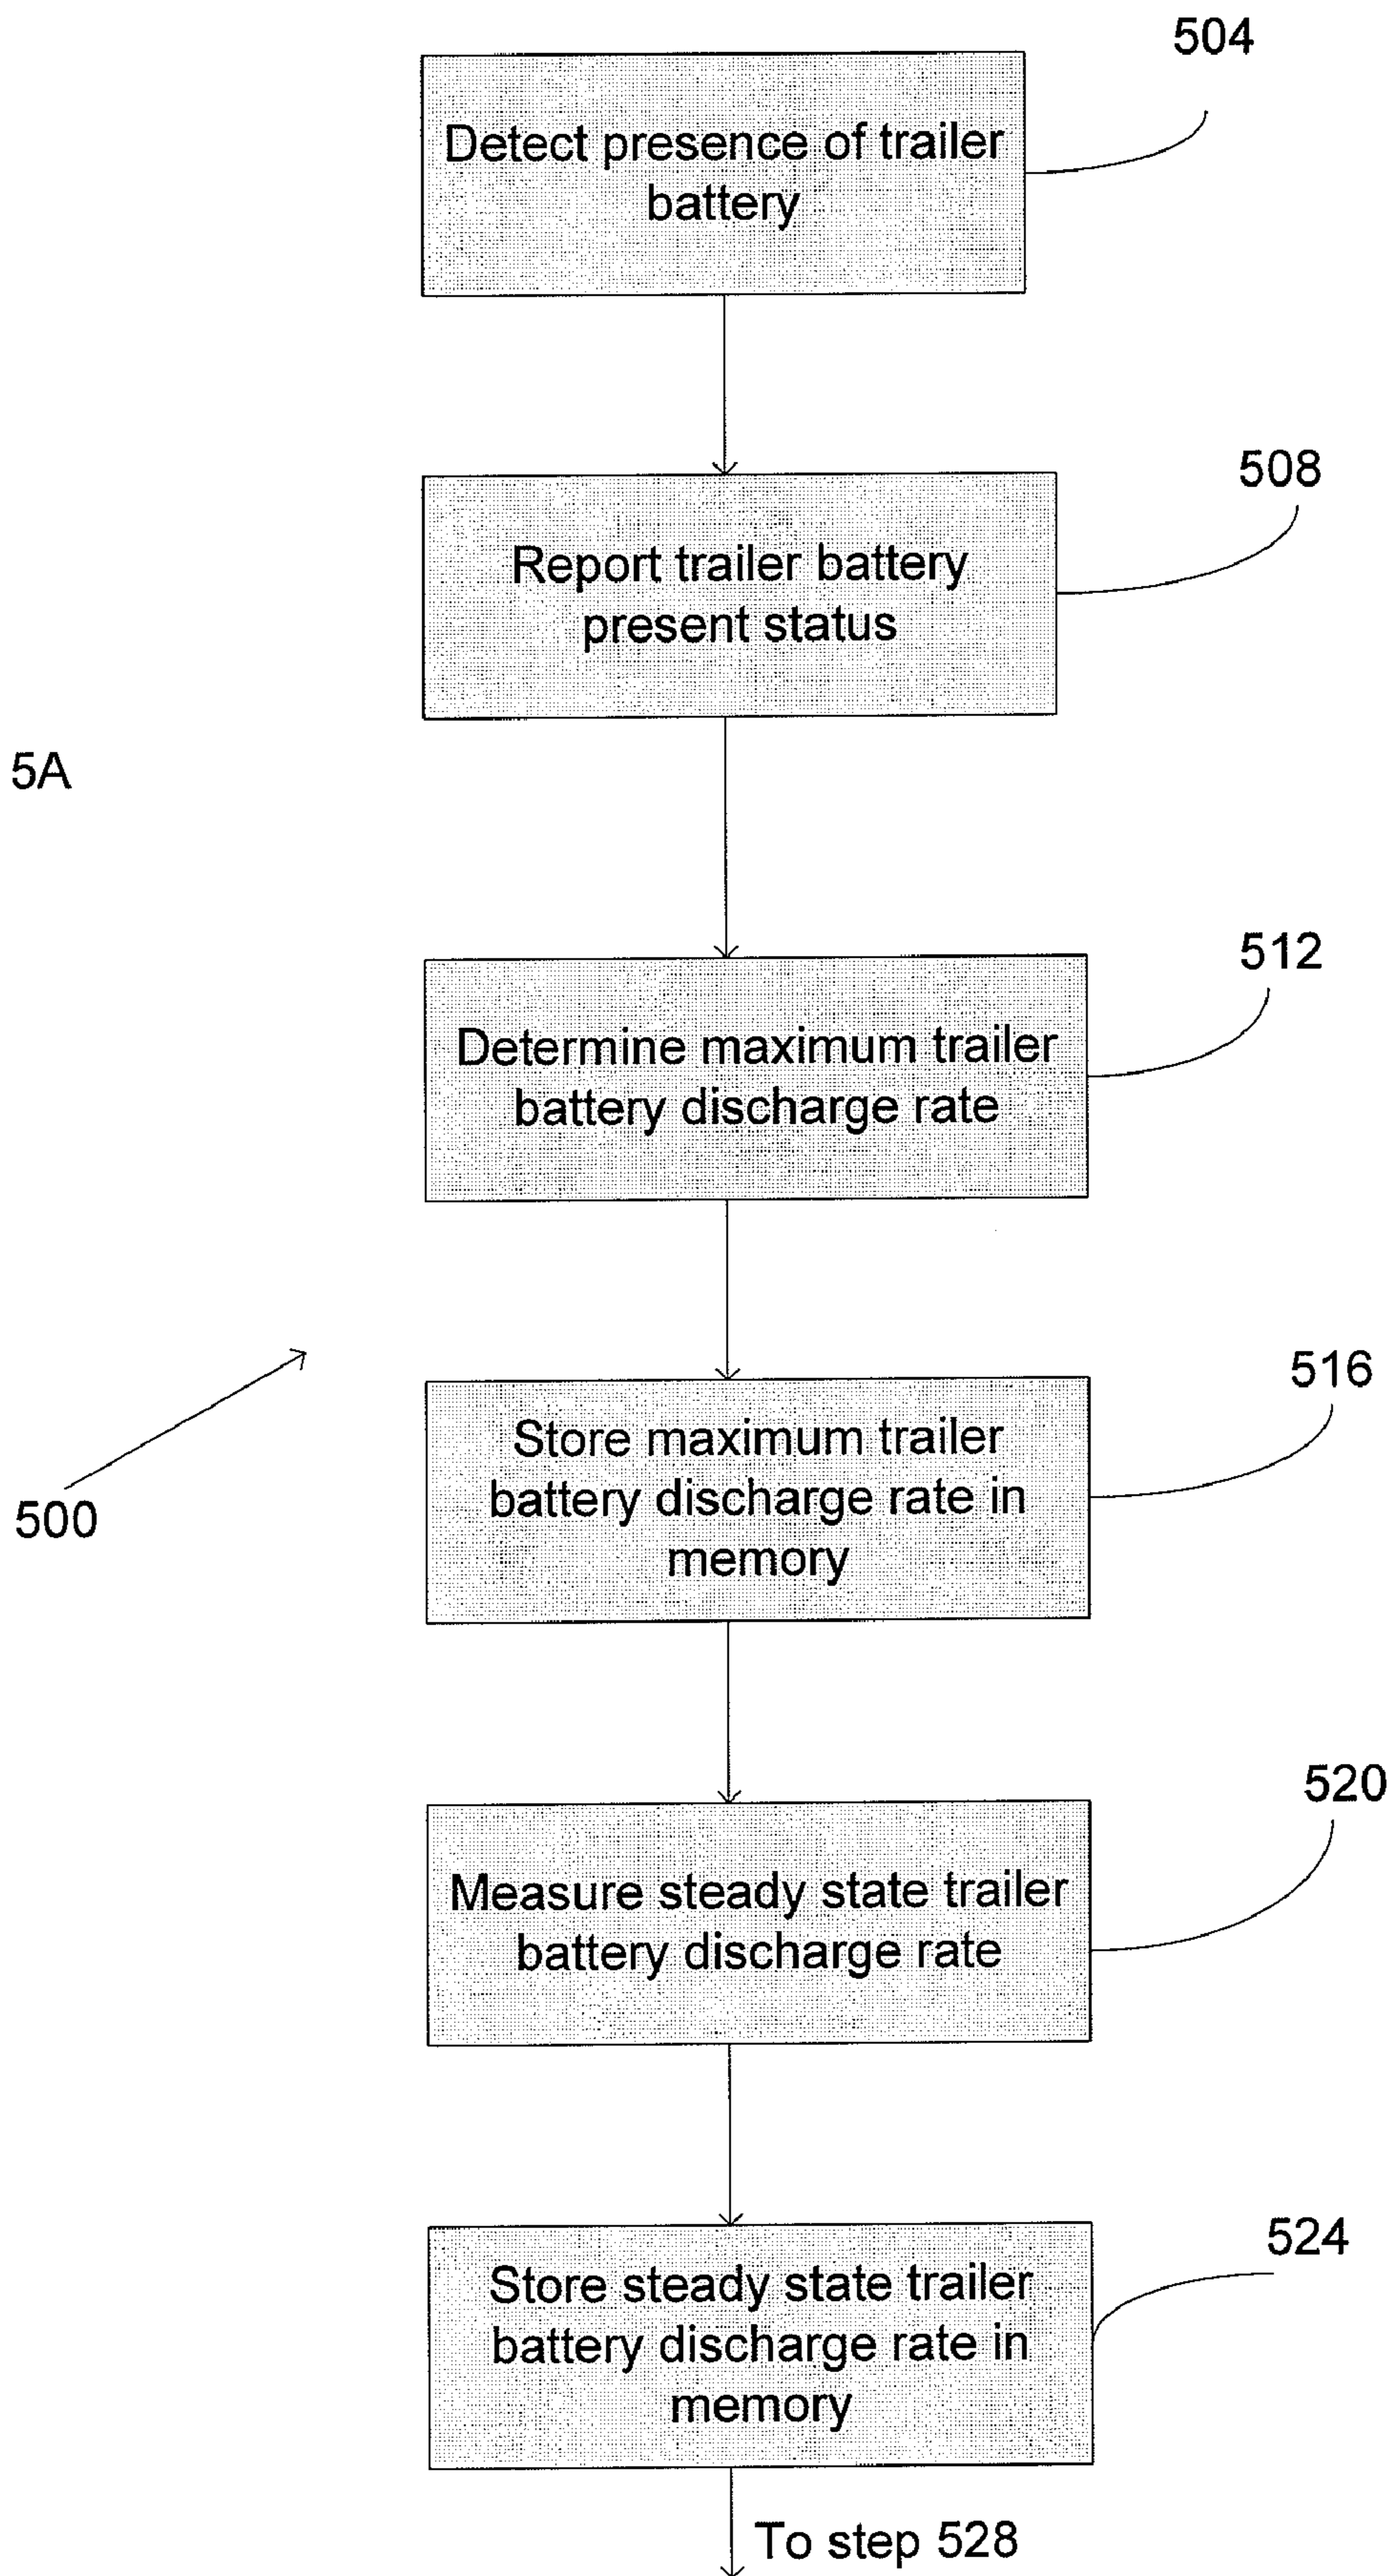 504
Detect presence of trailer
battery
508
Report trailer battery
present status
5A
512
Determine maximum trailer
battery discharge rate
516
Store maximum trailer
battery discharge rate in
memory
500
520
Measure steady state trailer
battery discharge rate
524
Store steady state trailer
battery discharge rate in
memory
To step 528